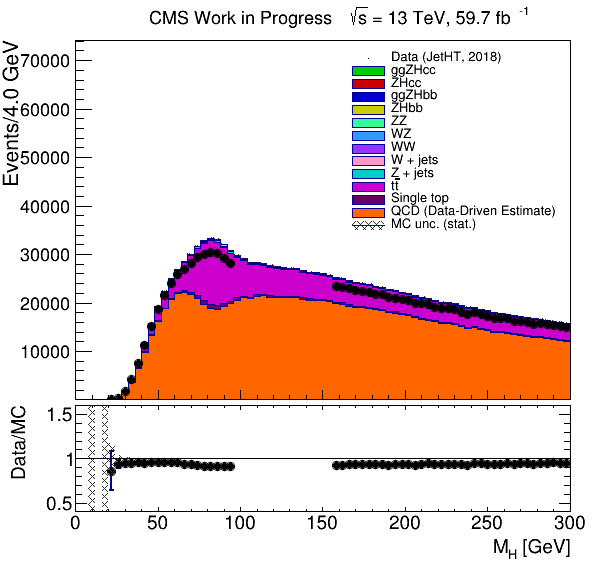 CMS Work in Progress √s = 13 TeV, 59.7 fb -1
Events/4.0 GeV
70000
60000
50000
40000
30000
20000
10000
Data (JetHT, 2018)
ggZHcc
ZHcc
ggZHbb
ZHbb
ZZ
WZ
WW
W + jets
Z + jets
tt̅
Single top
QCD (Data-Driven Estimate)
MC unc. (stat.)
Data/MC
1.5
1
0.5
0 50 100 150 200 250 300
M_H [GeV]